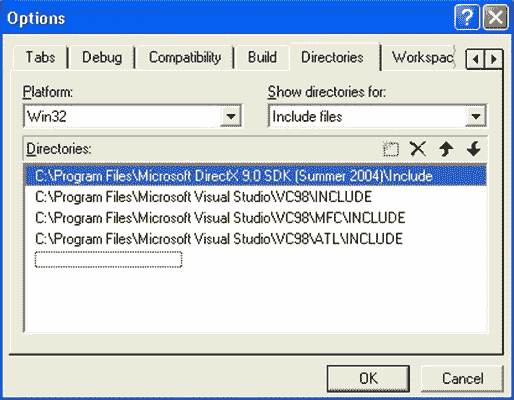 Options
Tabs Debug Compatibility Build Directories Workspac
Platform: Show directories for:
Win32 Include files
Directories:
C:\Program Files\Microsoft DirectX 9.0 SDK (Summer 2004)\Include
C:\Program Files\Microsoft Visual Studio\VC98\INCLUDE
C:\Program Files\Microsoft Visual Studio\VC98\MFC\INCLUDE
C:\Program Files\Microsoft Visual Studio\VC98\ATL\INCLUDE
OK Cancel